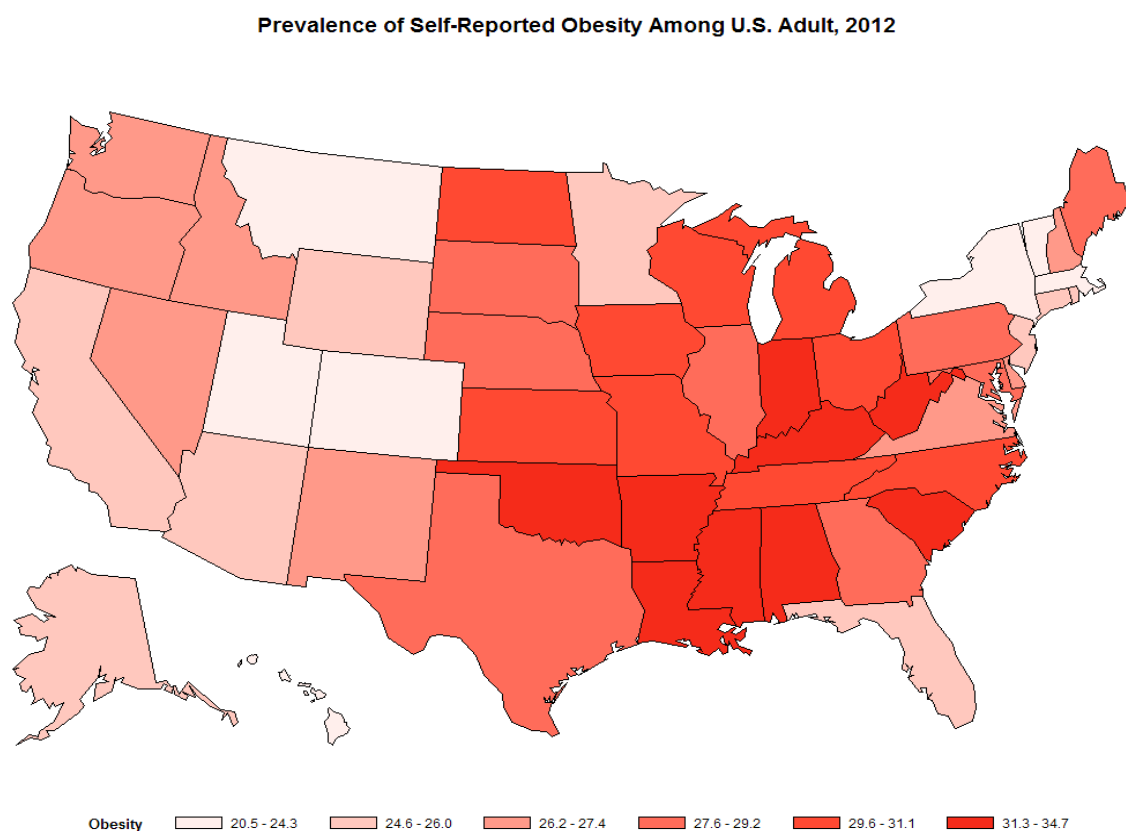 Prevalence of Self-Reported Obesity Among U.S. Adult, 2012
Obesity 20.5 - 24.3 24.6 - 26.0 26.2 - 27.4 27.6 - 29.2 29.6 - 31.1 31.3 - 34.7